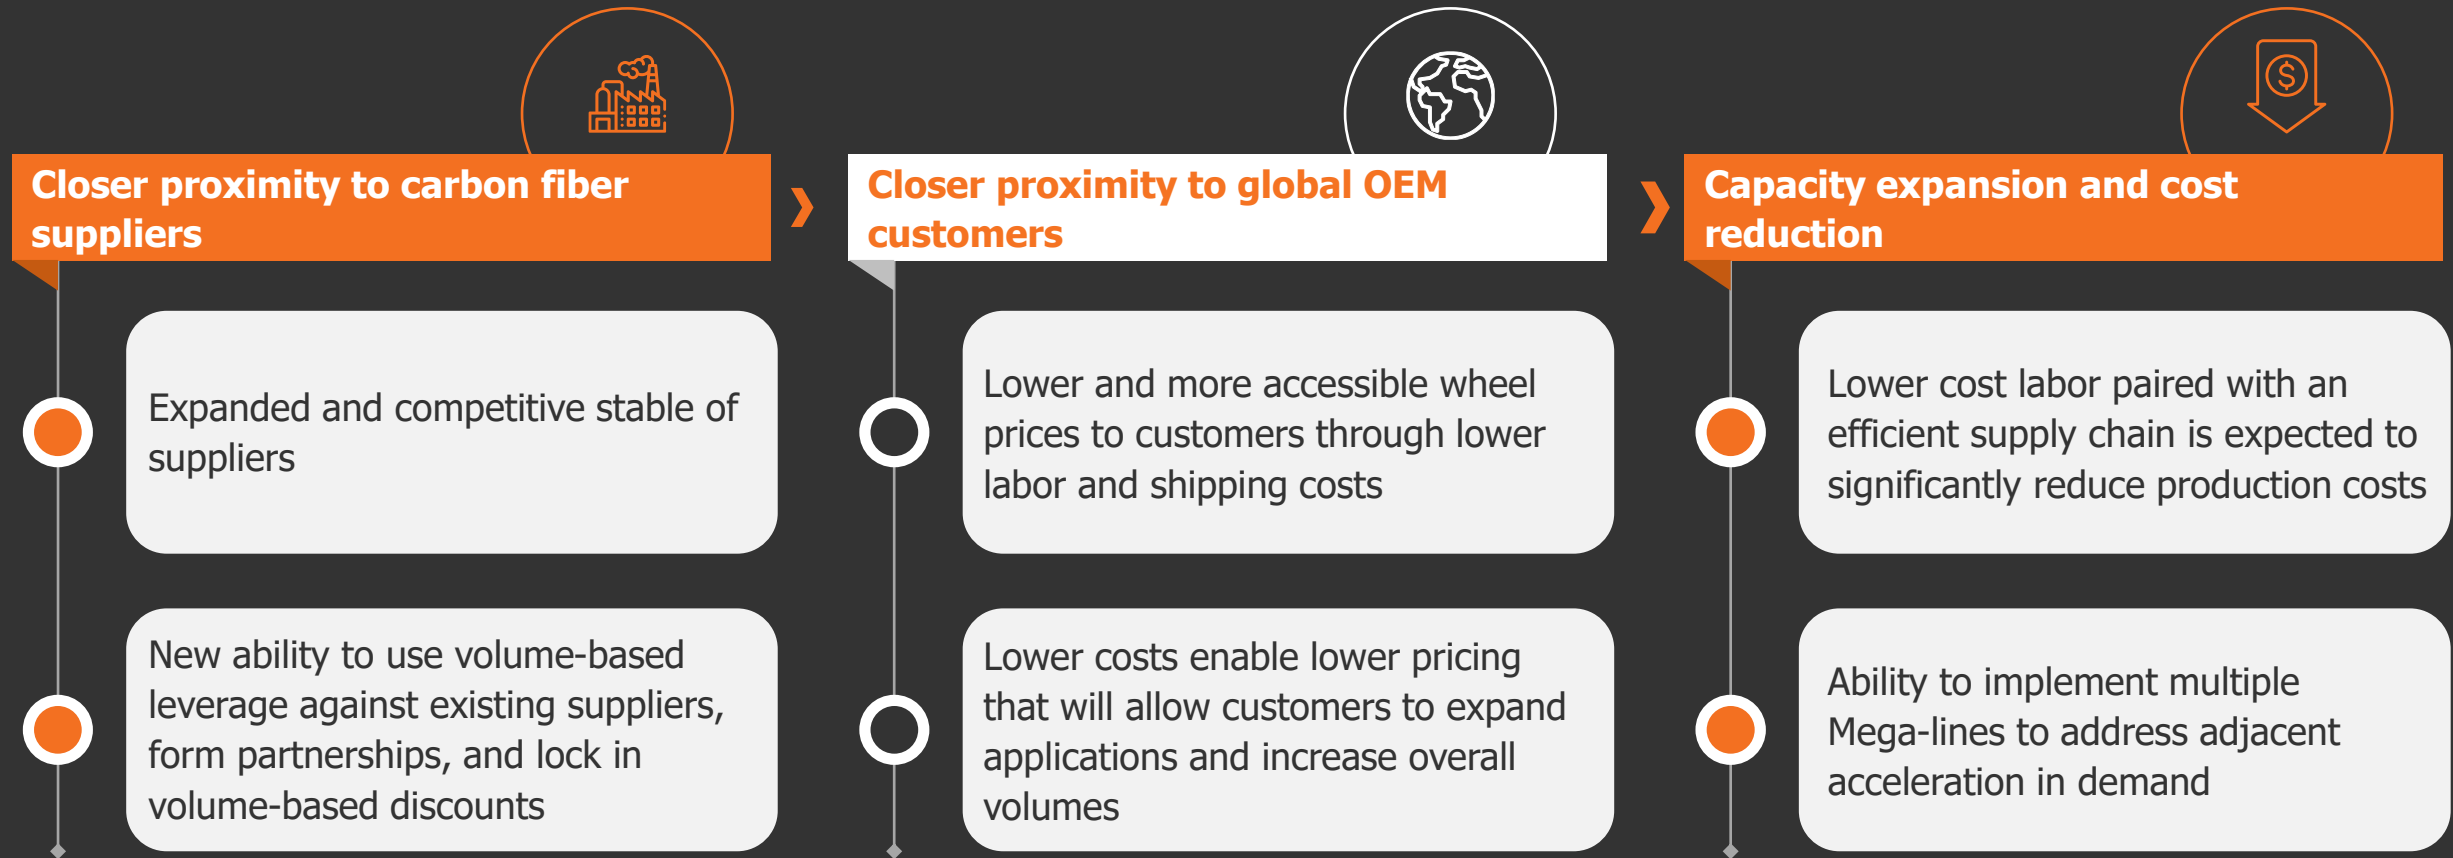 Closer proximity to carbon fiber
suppliers
Expanded and competitive stable of
suppliers
New ability to use volume-based
leverage against existing suppliers,
form partnerships, and lock in
volume-based discounts
Closer proximity to global OEM
customers
Lower and more accessible wheel
prices to customers through lower
labor and shipping costs
Lower costs enable lower pricing
that will allow customers to expand
applications and increase overall
volumes
Capacity expansion and cost
reduction
Lower cost labor paired with an
efficient supply chain is expected to
significantly reduce production costs
Ability to implement multiple
Mega-lines to address adjacent
acceleration in demand